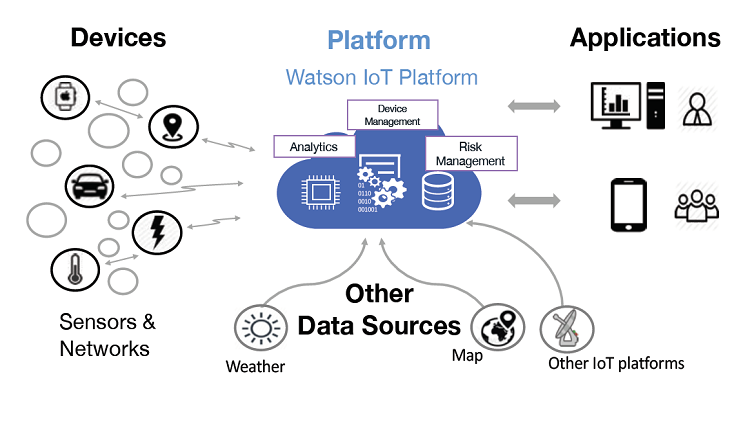 Devices
Platform
Applications
Watson IoT Platform
Device
Management
Analytics
Risk
Management
01
0110
0010
001001
Other
Data Sources
Sensors &
Networks
Weather
Map
Other IoT platforms